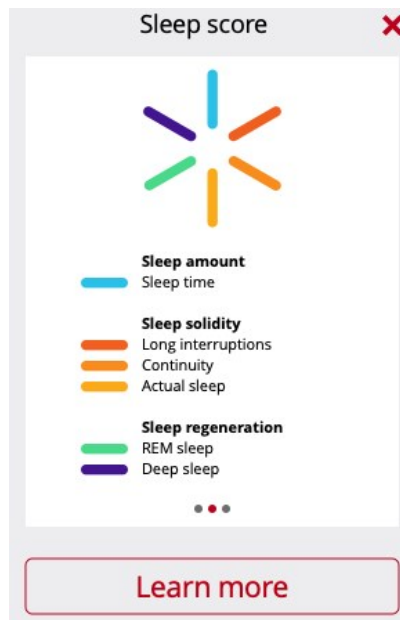 Sleep score
Sleep amount
Sleep time
Sleep solidity
Long interruptions
Continuity
Actual sleep
Sleep regeneration
REM sleep
Deep sleep
Learn more